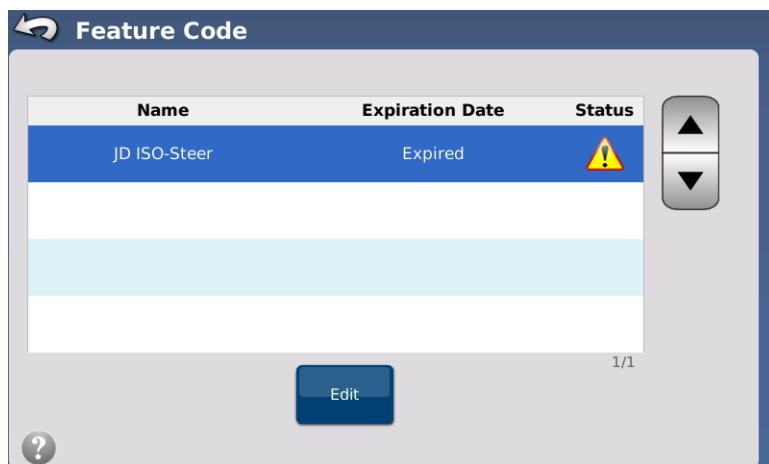 Feature Code
Name Expiration Date Status
JD ISO-Steer Expired
1/1
Edit
?